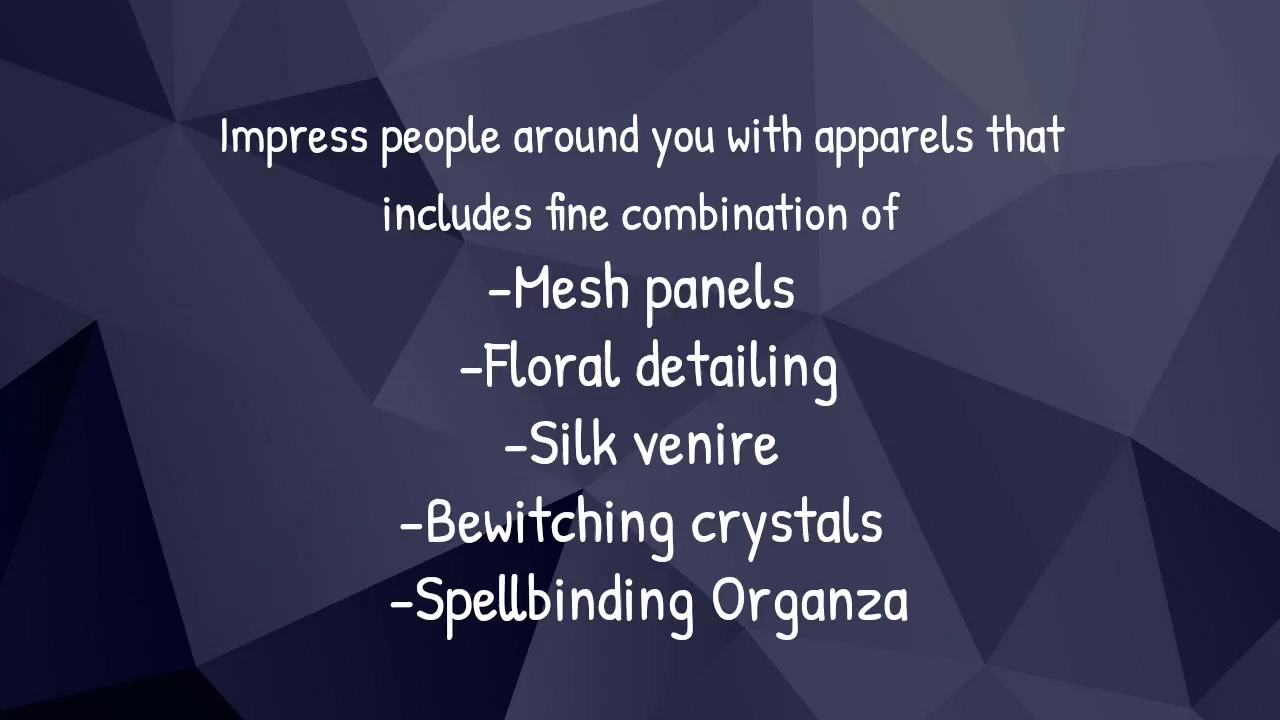 Impress people around you with apparels that
includes fine combination of
-Mesh panels
-Floral detailing
-Silk venire
-Bewitching crystals
-Spellbinding Organza